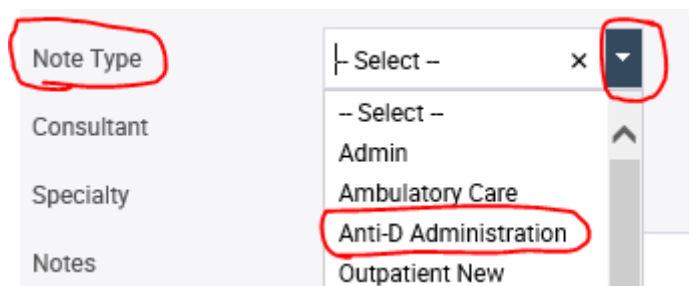 Note Type
-- Select --
×
Consultant
-- Select --
Admin
Specialty
Ambulatory Care
Anti-D Administration
Notes
Outpatient New